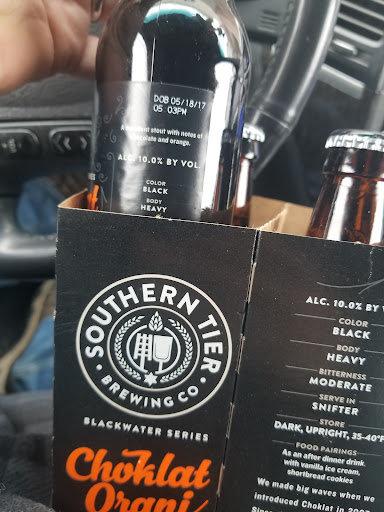 DOB 05/18/17
05 03PM
stout with notes of
and orange.
ALC. 10.0% BY VOL.
COLOR
BLACK
BODY
HEAVY
SOUTHERN TIER
BREWING CO
BLACKWATER SERIES
Choklat
Oranj
ALC. 10.0% BY
COLOR
BLACK
BODY
HEAVY
BITTERNESS
MODERATE
SERVE IN
SNIFTER
STORE
DARK, UPRIGHT, 35-40°F
FOOD PAIRINGS
As an after dinner drink
with vanilla ice cream,
shortbread cookies
We made big waves when we
introduced Choklat in 2007